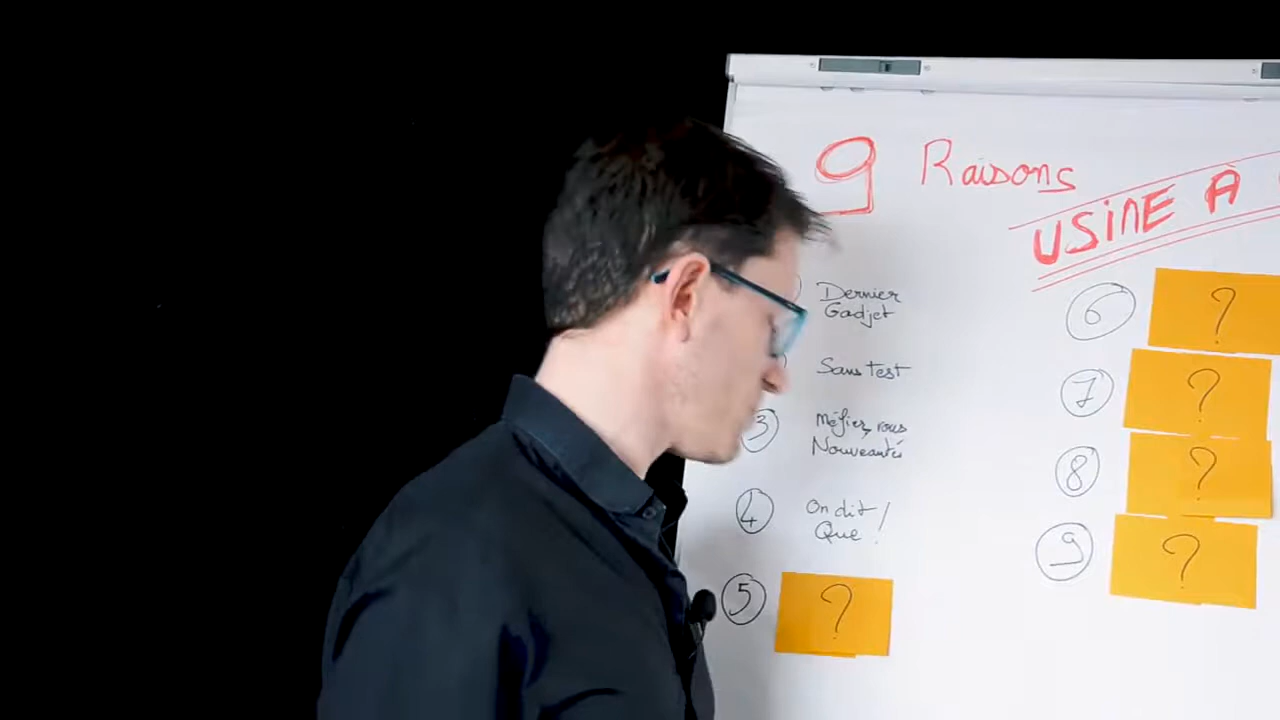 9 Raisons
USiNE À
Dernier
Gadjet
Sans test
3 Méfiez vous
Nouveauté
4 On dit
Que !
5 ?
6 ?
7 ?
8 ?
9 ?